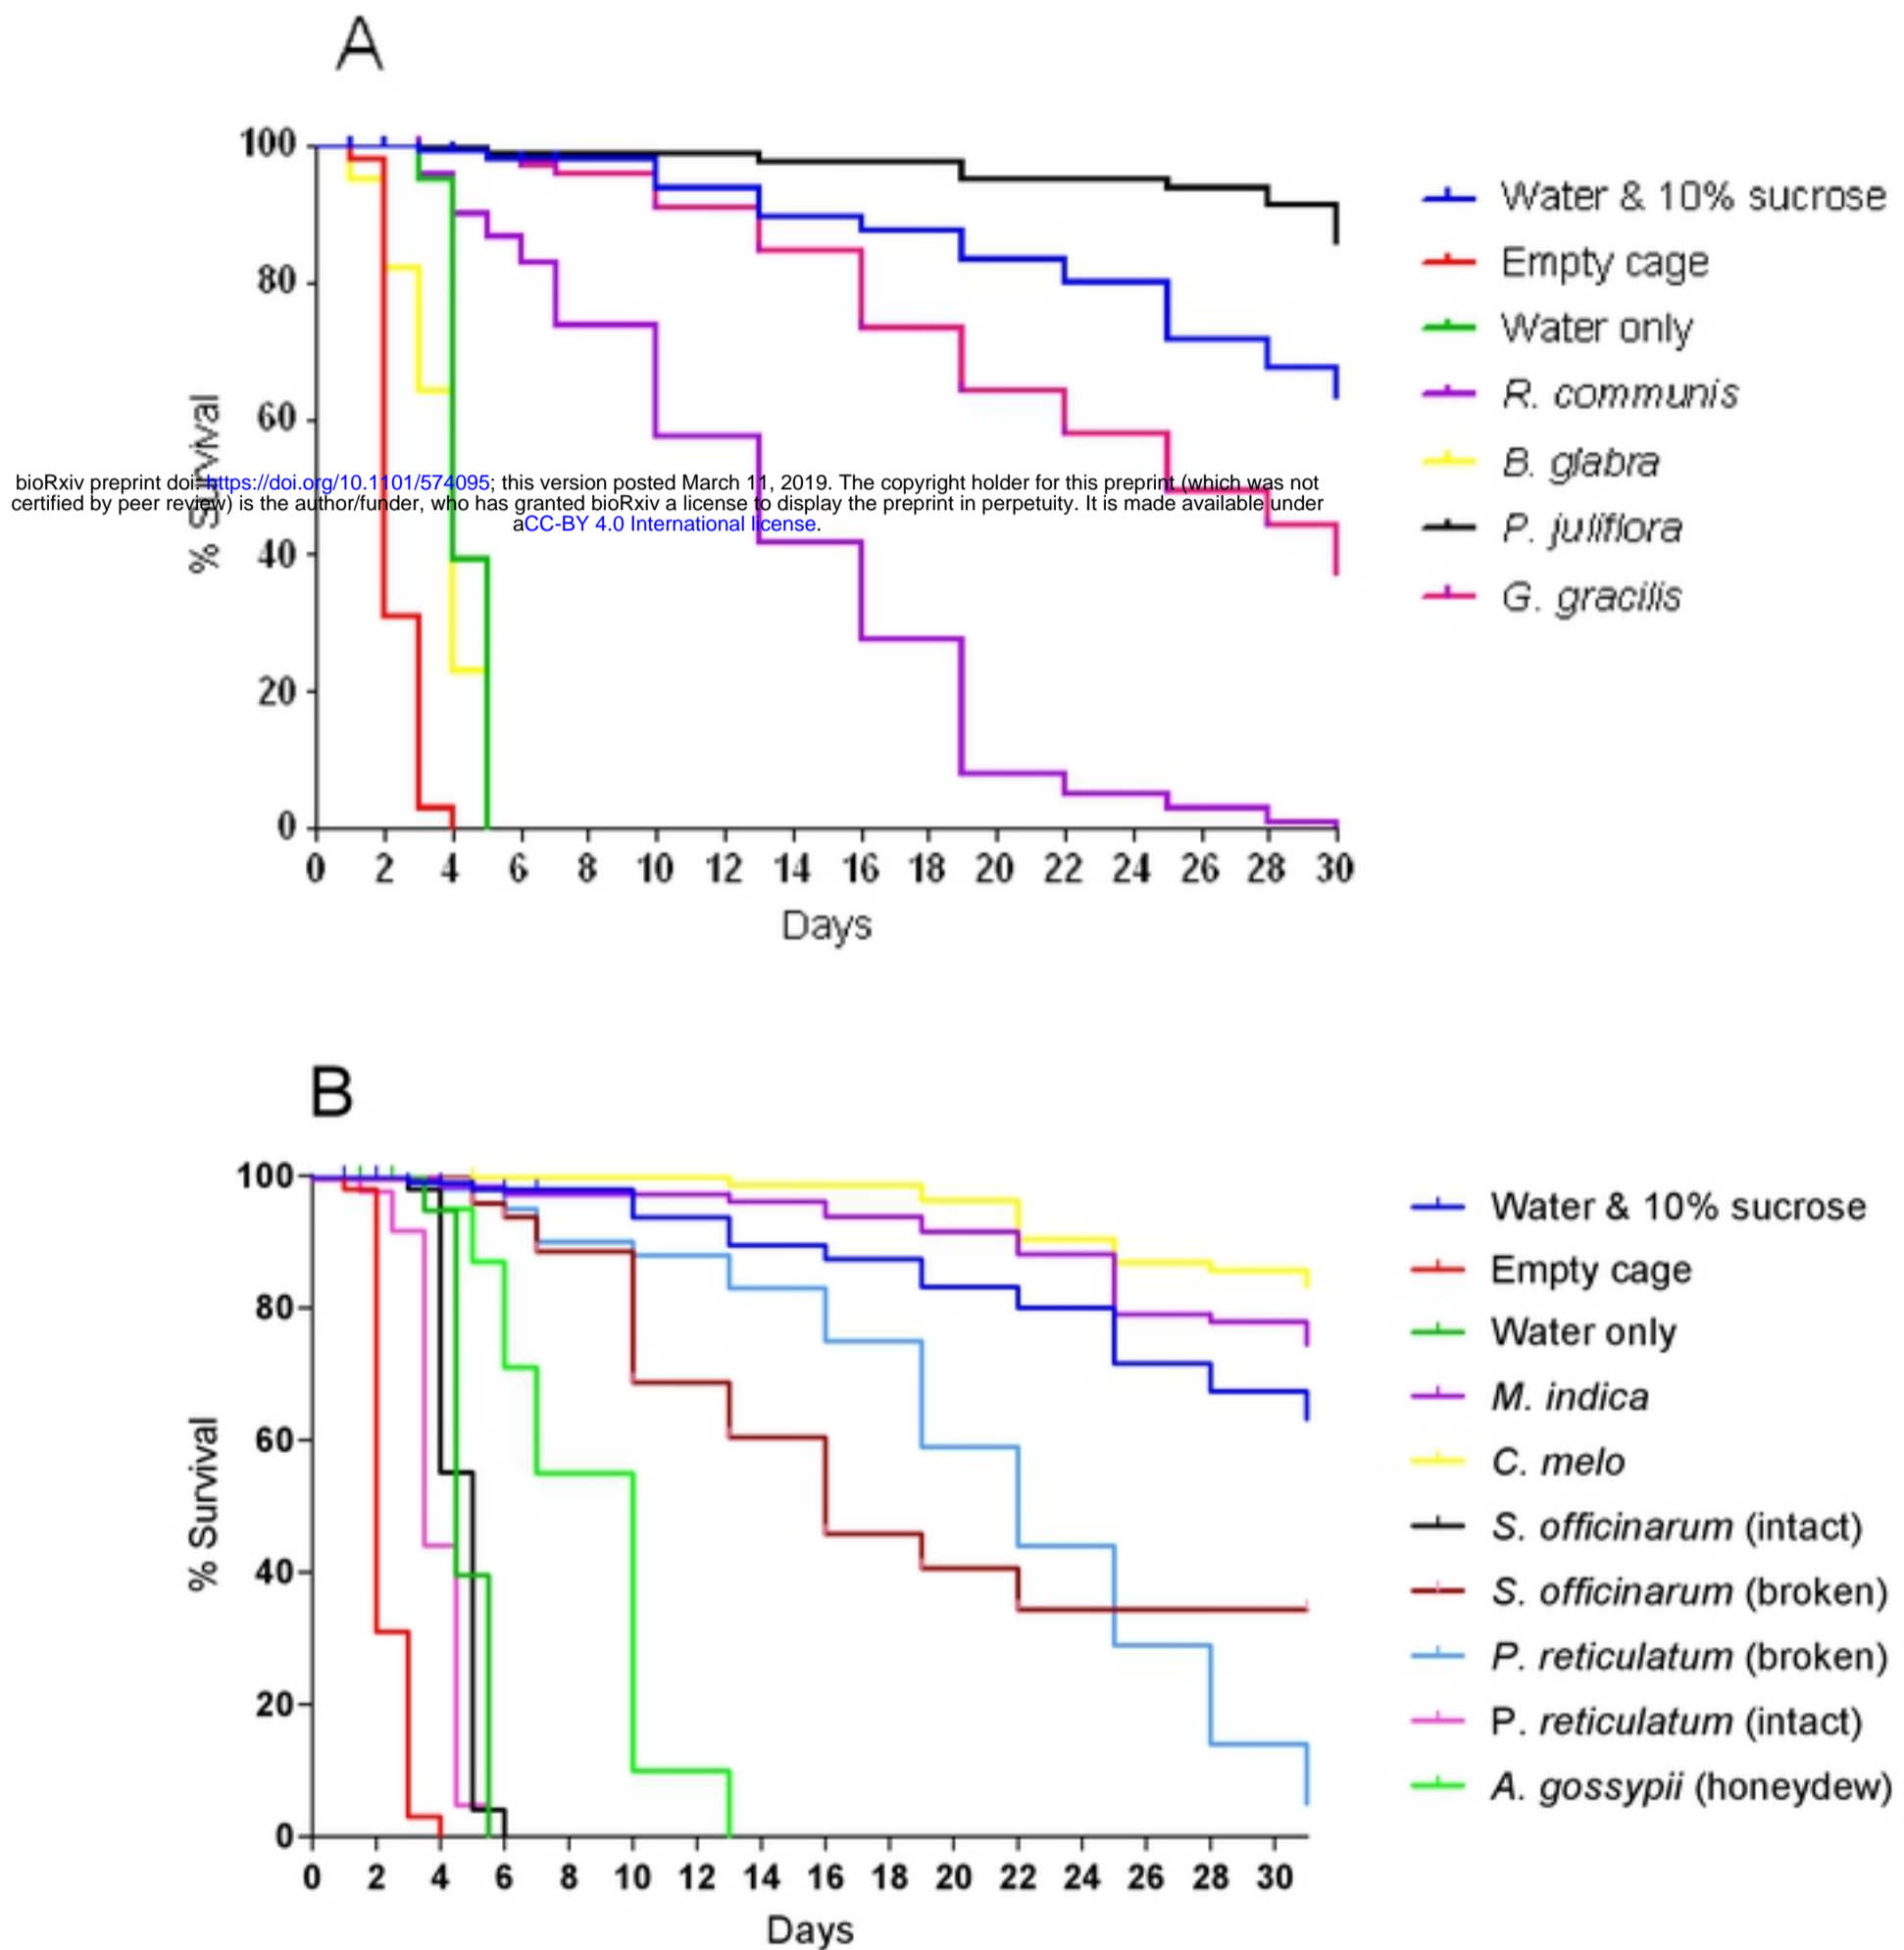 A
100
80
60
40
20
0
% Survival
0 2 4 6 8 10 12 14 16 18 20 22 24 26 28 30
Days
Water & 10% sucrose
Empty cage
Water only
R. communis
B. glabra
P. juliflora
G. gracilis
bioRxiv preprint doi: https://doi.org/10.1101/574095; this version posted March 11, 2019. The copyright holder for this preprint (which was not
certified by peer review) is the author/funder, who has granted bioRxiv a license to display the preprint in perpetuity. It is made available under
aCC-BY 4.0 International license.
B
100
80
60
40
20
0
% Survival
0 2 4 6 8 10 12 14 16 18 20 22 24 26 28 30
Days
Water & 10% sucrose
Empty cage
Water only
M. indica
C. melo
S. officinarum (intact)
S. officinarum (broken)
P. reticulatum (broken)
P. reticulatum (intact)
A. gossypii (honeydew)